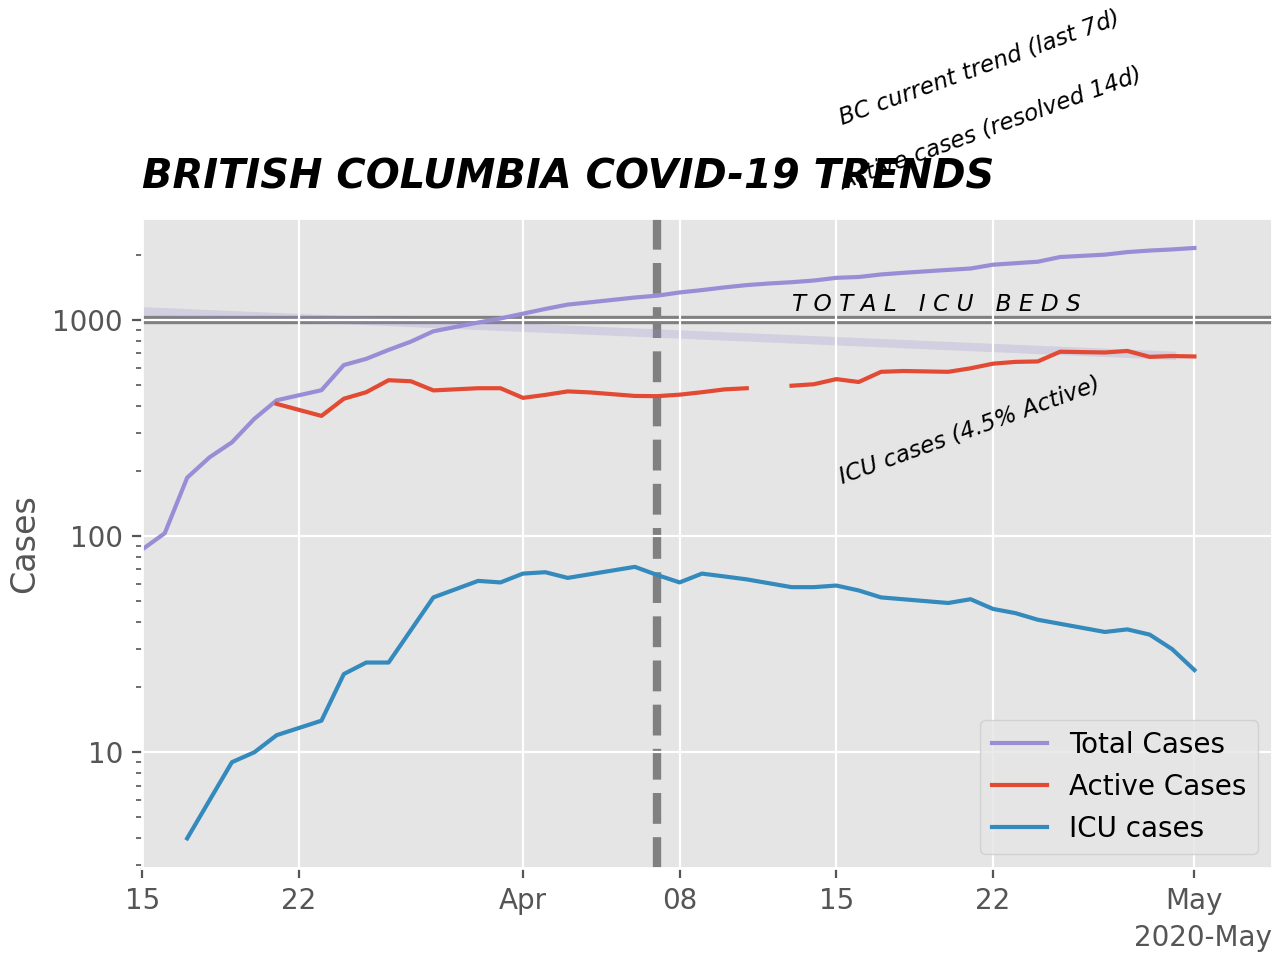 BC current trend (last 7d)
Active cases (resolved 14d)
BRITISH COLUMBIA COVID-19 TRENDS
TOTAL ICU BEDS
ICU cases (4.5% Active)
Cases
1000
100
10
Total Cases
Active Cases
ICU cases
15 22 Apr 08 15 22 May
2020-May